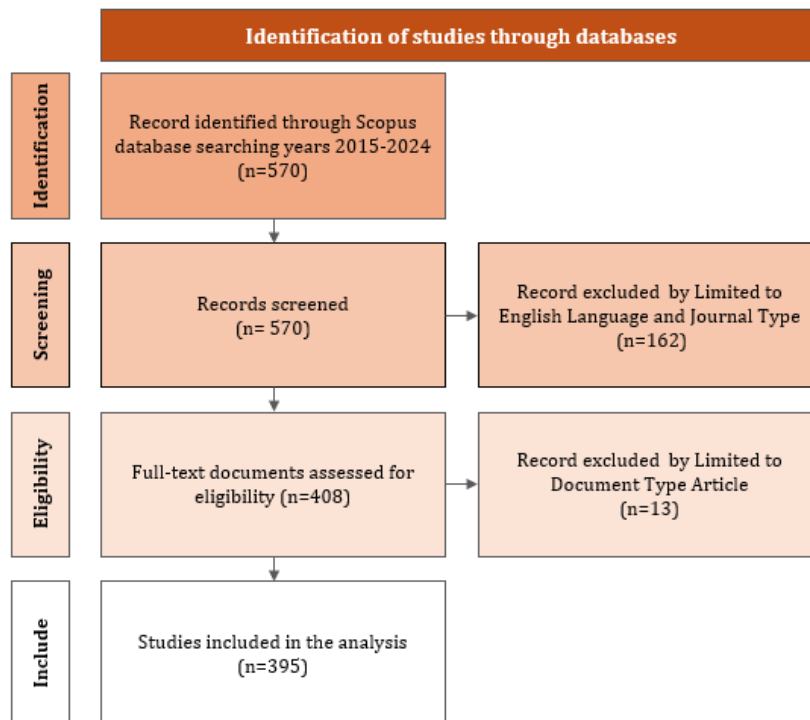 Identification of studies through databases
Identification
Record identified through Scopus
database searching years 2015-2024
(n=570)
Screening
Records screened
(n= 570)
Record excluded by Limited to
English Language and Journal Type
(n=162)
Eligibility
Full-text documents assessed for
eligibility (n=408)
Record excluded by Limited to
Document Type Article
(n=13)
Include
Studies included in the analysis
(n=395)